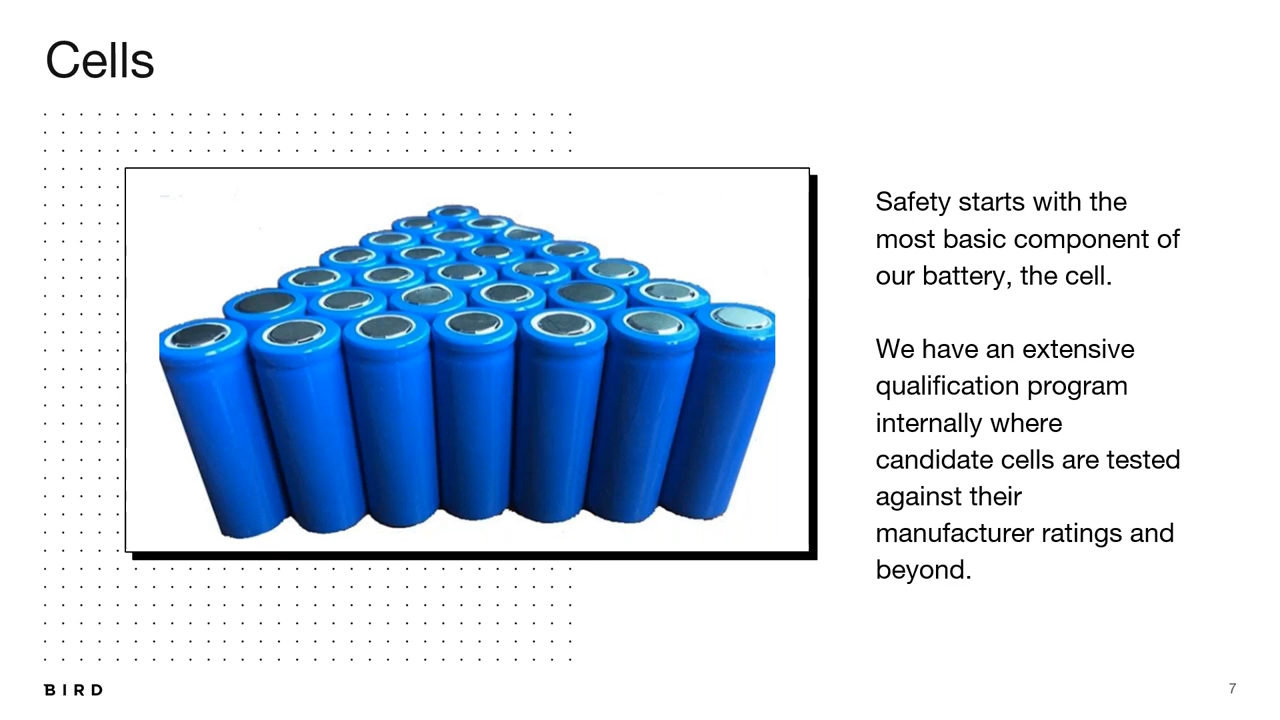 Cells
Safety starts with the
most basic component of
our battery, the cell.
We have an extensive
qualification program
internally where
candidate cells are tested
against their
manufacturer ratings and
beyond.
BIRD
7